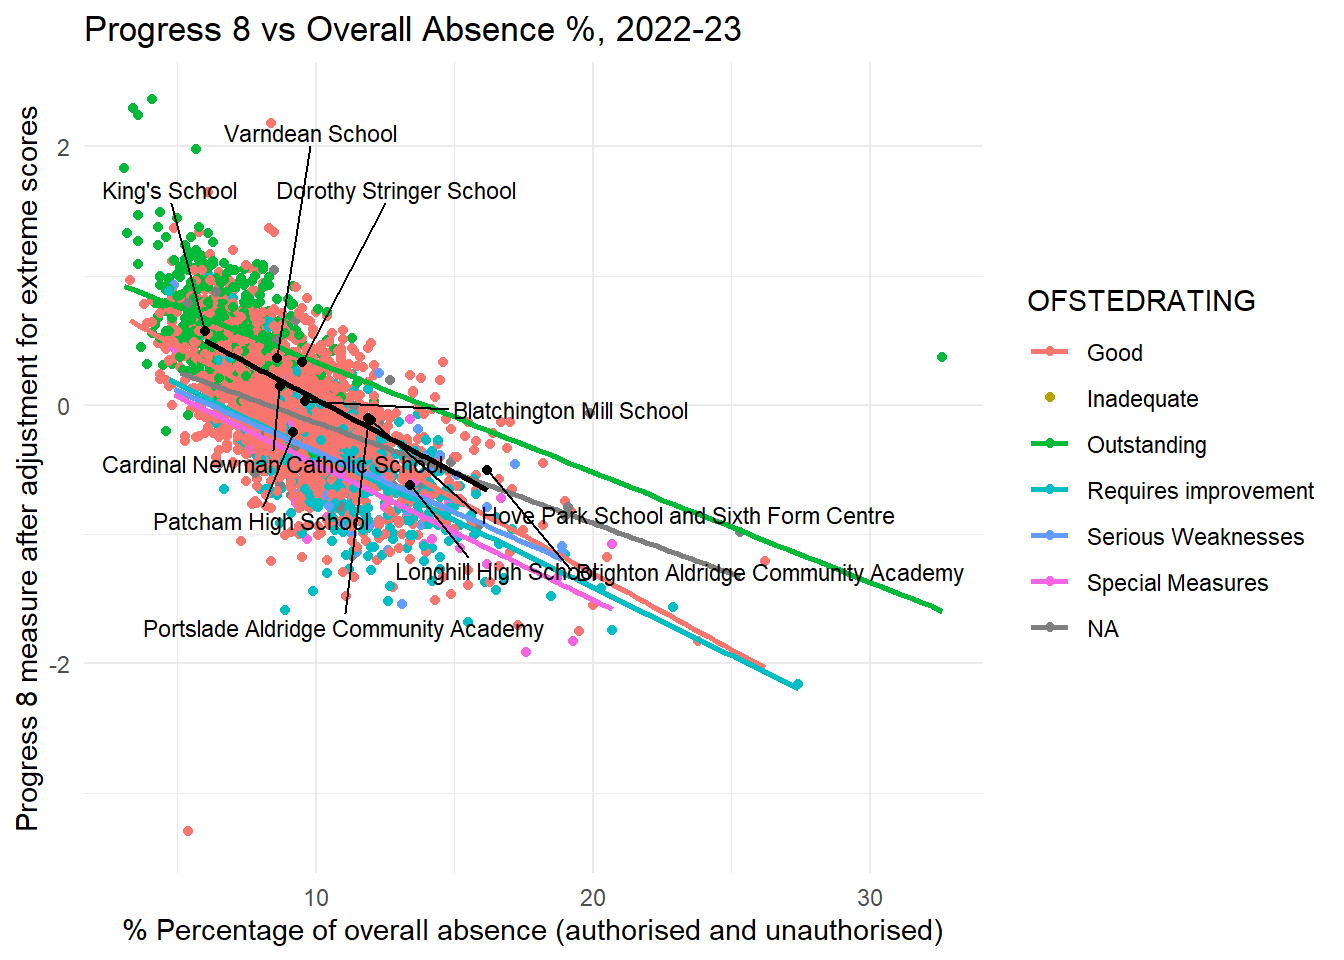 Progress 8 vs Overall Absence %, 2022-23
Progress 8 measure after adjustment for extreme scores
2
0
-2
Varndean School
King's School
Dorothy Stringer School
Blatchington Mill School
Cardinal Newman Catholic School
Patcham High School
Hove Park School and Sixth Form Centre
Longhill High School
Brighton Aldridge Community Academy
Portslade Aldridge Community Academy
10
20
30
% Percentage of overall absence (authorised and unauthorised)
OFSTEDRATING
Good
Inadequate
Outstanding
Requires improvement
Serious Weaknesses
Special Measures
NA